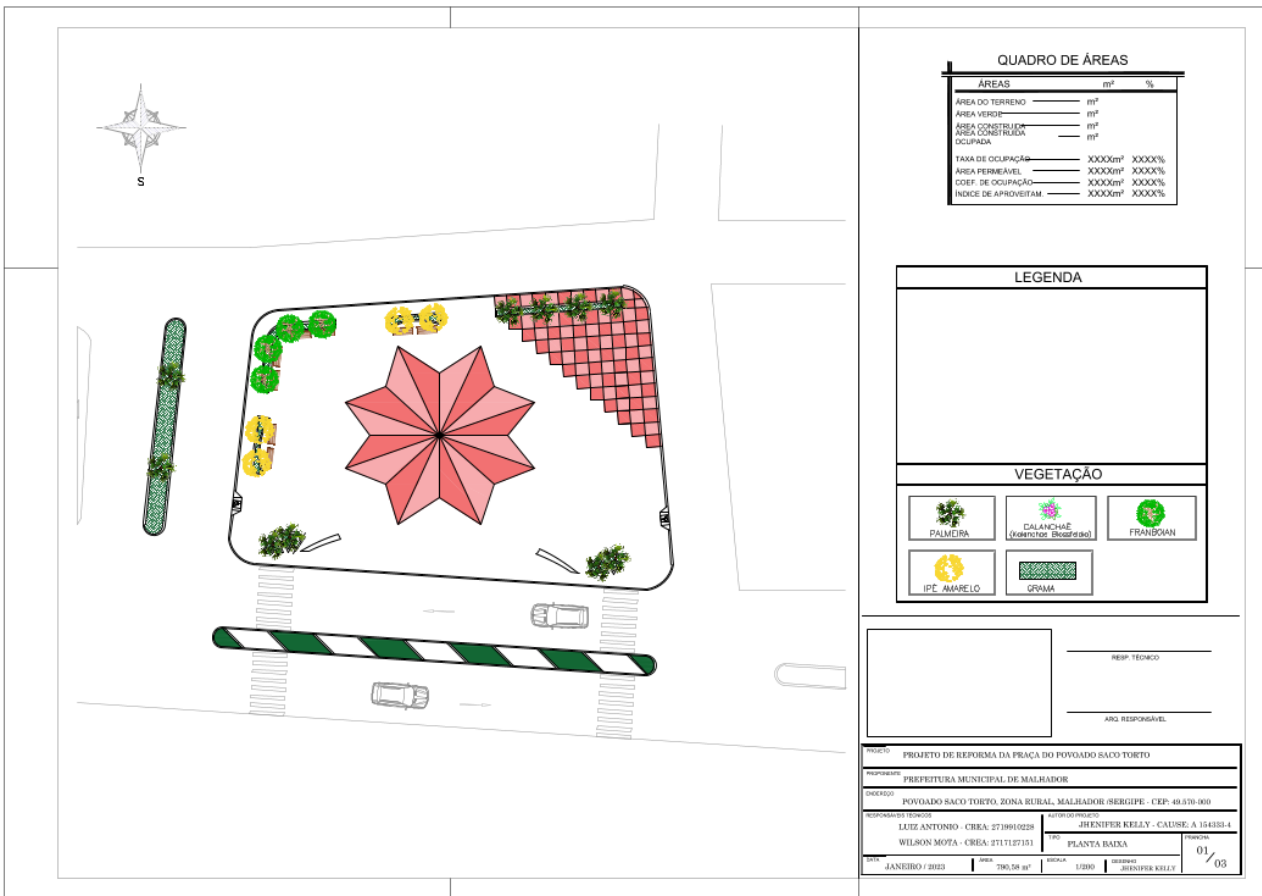 S
QUADRO DE ÁREAS
ÁREAS m² %
ÁREA DO TERRENO m²
ÁREA VERDE m²
ÁREA CONSTRUIDA m²
ÁREA CONSTRUIDA OCUPADA m²
TAXA DE OCUPAÇÃO XXXXm² XXXX%
ÁREA PERMEÁVEL XXXXm² XXXX%
COEF. DE OCUPAÇÃO XXXXm² XXXX%
ÍNDICE DE APROVEITAM. XXXXm² XXXX%
LEGENDA
VEGETAÇÃO
PALMEIRA
CALANCHAÊ
(Kalanchoe Blossfeldia)
FRANBOIAN
IPÊ AMARELO
GRAMA
RESP. TÉCNICO
ARQ. RESPONSÁVEL
PROJETO
PROJETO DE REFORMA DA PRAÇA DO POVOADO SACO TORTO
PROPONENTE
PREFEITURA MUNICIPAL DE MALHADOR
ENDEREÇO
POVOADO SACO TORTO, ZONA RURAL, MALHADOR /SERGIPE - CEP: 49.570-000
RESPONSÁVEIS TÉCNICOS
LUIZ ANTONIO - CREA: 2719910228
WILSON MOTA - CREA: 2717127151
AUTOR DO PROJETO
JHENIFER KELLY - CAU/SE: A 154333-4
TIPO
PLANTA BAIXA
PRANCHA
01/03
DATA
JANEIRO / 2023
ÁREA
790,58 m²
ESCALA
1/200
DESENHO
JHENIFER KELLY